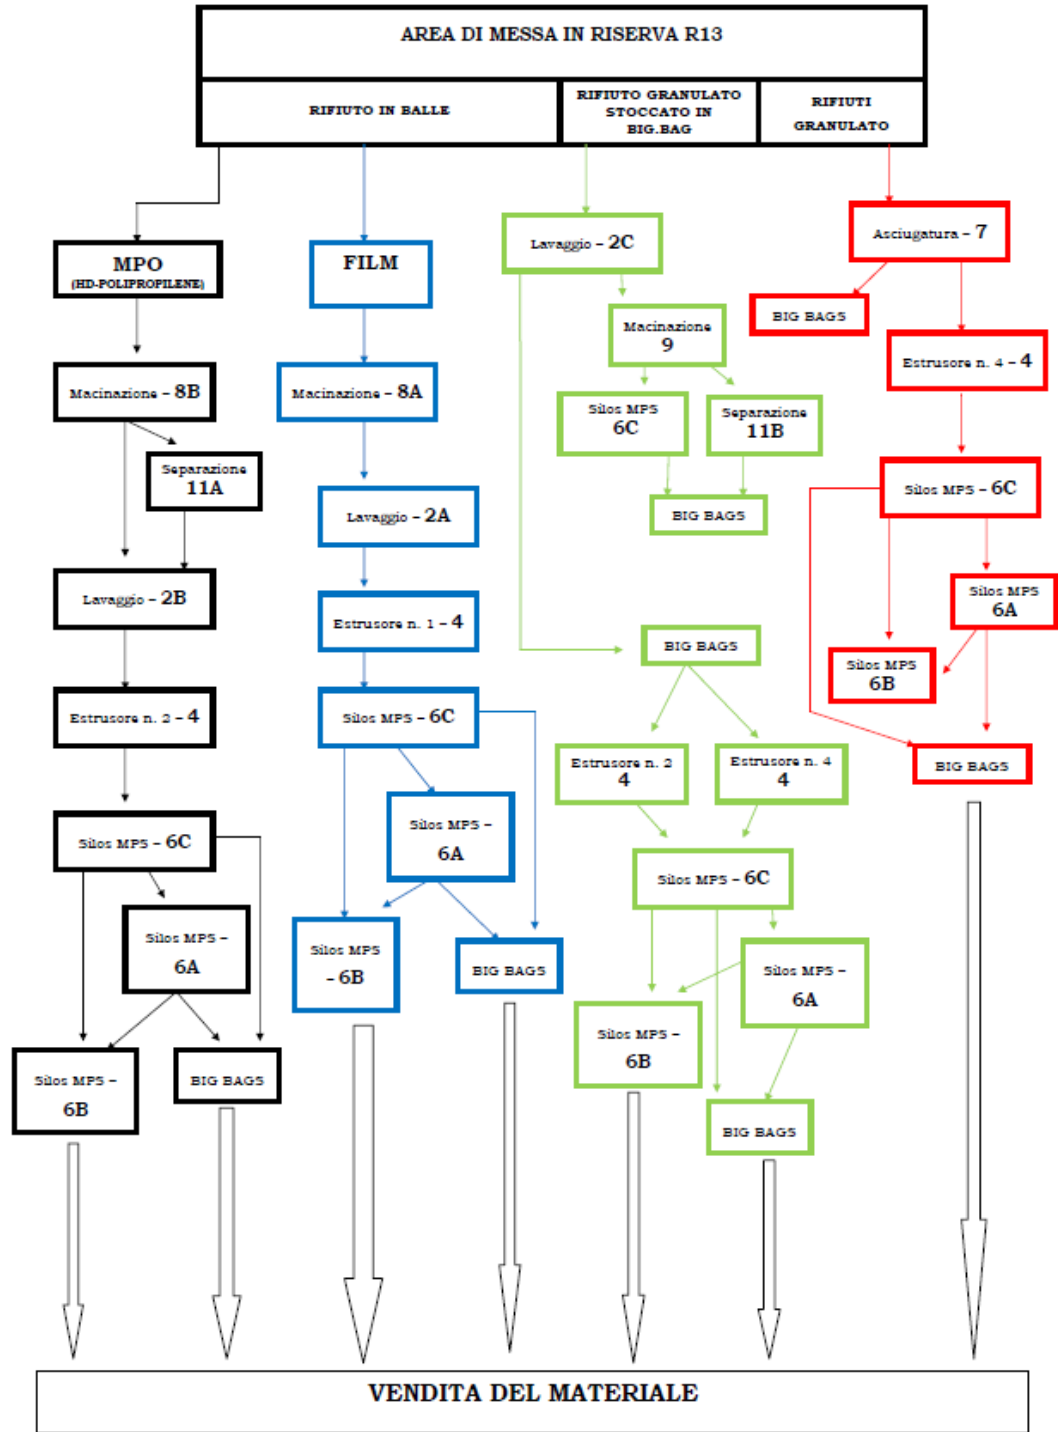 AREA DI MESSA IN RISERVA R13
RIFIUTO IN BALLE
RIFIUTO GRANULATO
STOCCATO IN
BIG.BAG
RIFIUTI
GRANULATO
MPO
(HD-POLIPROPILENE)
Macinazione – 8B
Separazione
11A
Lavaggio – 2B
Estrusore n. 2 – 4
Silos MPS – 6C
Silos MPS –
6A
Silos MPS –
6B
BIG BAGS
FILM
Macinazione – 8A
Lavaggio – 2A
Estrusore n. 1 – 4
Silos MPS – 6C
Silos MPS –
6A
Silos MPS
– 6B
BIG BAGS
Lavaggio – 2C
Macinazione
9
Silos MPS
6C
Separazione
11B
BIG BAGS
BIG BAGS
Estrusore n. 2
4
Estrusore n. 4
4
Silos MPS – 6C
Silos MPS –
6A
Silos MPS –
6B
BIG BAGS
Asciugatura – 7
BIG BAGS
Estrusore n. 4 – 4
Silos MPS – 6C
Silos MPS
6A
Silos MPS
6B
BIG BAGS
VENDITA DEL MATERIALE